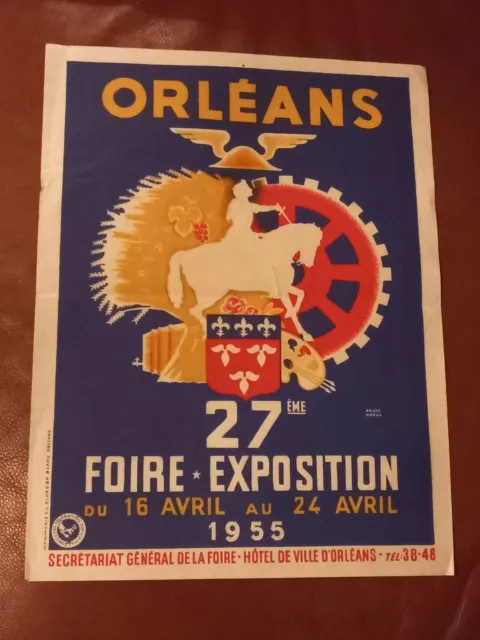 ORLÉANS
27ÈME
FOIRE ★ EXPOSITION
DU 16 AVRIL AU 24 AVRIL
1955
SECRÉTARIAT GÉNÉRAL DE LA FOIRE · HÔTEL DE VILLE D'ORLÉANS - TEL: 38-48